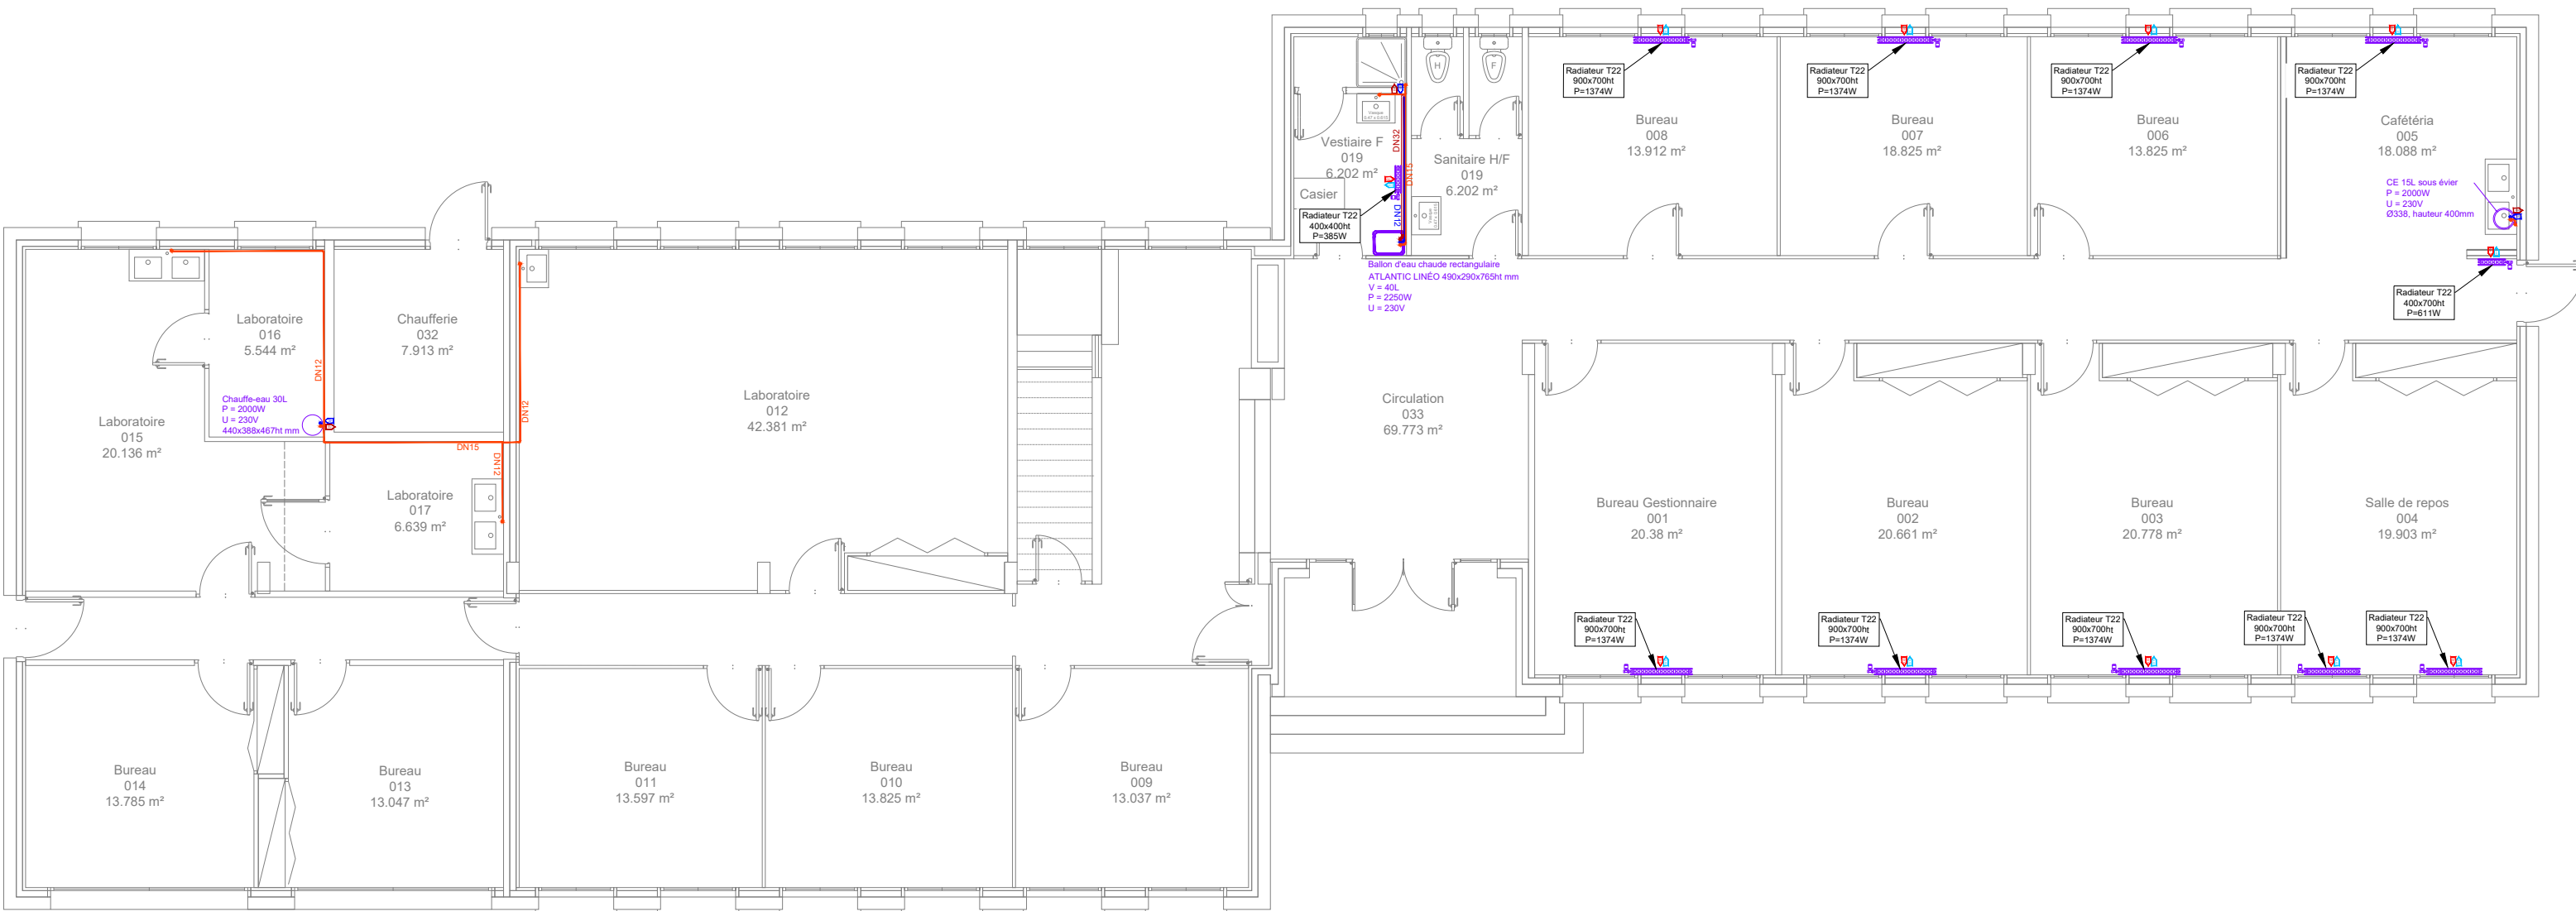 H
F
Radiateur T22
900x700ht
P=1374W
Radiateur T22
900x700ht
P=1374W
Radiateur T22
900x700ht
P=1374W
Radiateur T22
900x700ht
P=1374W
Bureau
008
13.912 m²
Bureau
007
18.825 m²
Bureau
006
13.825 m²
Cafétéria
005
18.088 m²
Vestiaire F
019
6.202 m²
Casier
DN32
DN15
DN12
Sanitaire H/F
019
6.202 m²
Radiateur T22
400x400ht
P=385W
CE 15L sous évier
P = 2000W
U = 230V
Ø338, hauteur 400mm
Ballon d'eau chaude rectangulaire
ATLANTIC LINÉO 490x290x765ht mm
V = 40L
P = 2250W
U = 230V
Radiateur T22
400x700ht
P=611W
Laboratoire
016
5.544 m²
Chaufferie
032
7.913 m²
DN12
Chauffe-eau 30L
P = 2000W
U = 230V
440x388x467ht mm
Laboratoire
015
20.136 m²
DN12
DN15
DN12
Laboratoire
017
6.639 m²
Laboratoire
012
42.381 m²
Circulation
033
69.773 m²
Bureau Gestionnaire
001
20.38 m²
Bureau
002
20.661 m²
Bureau
003
20.778 m²
Salle de repos
004
19.903 m²
Radiateur T22
900x700ht
P=1374W
Radiateur T22
900x700ht
P=1374W
Radiateur T22
900x700ht
P=1374W
Radiateur T22
900x700ht
P=1374W
Radiateur T22
900x700ht
P=1374W
Bureau
014
13.785 m²
Bureau
013
13.047 m²
Bureau
011
13.597 m²
Bureau
010
13.825 m²
Bureau
009
13.037 m²